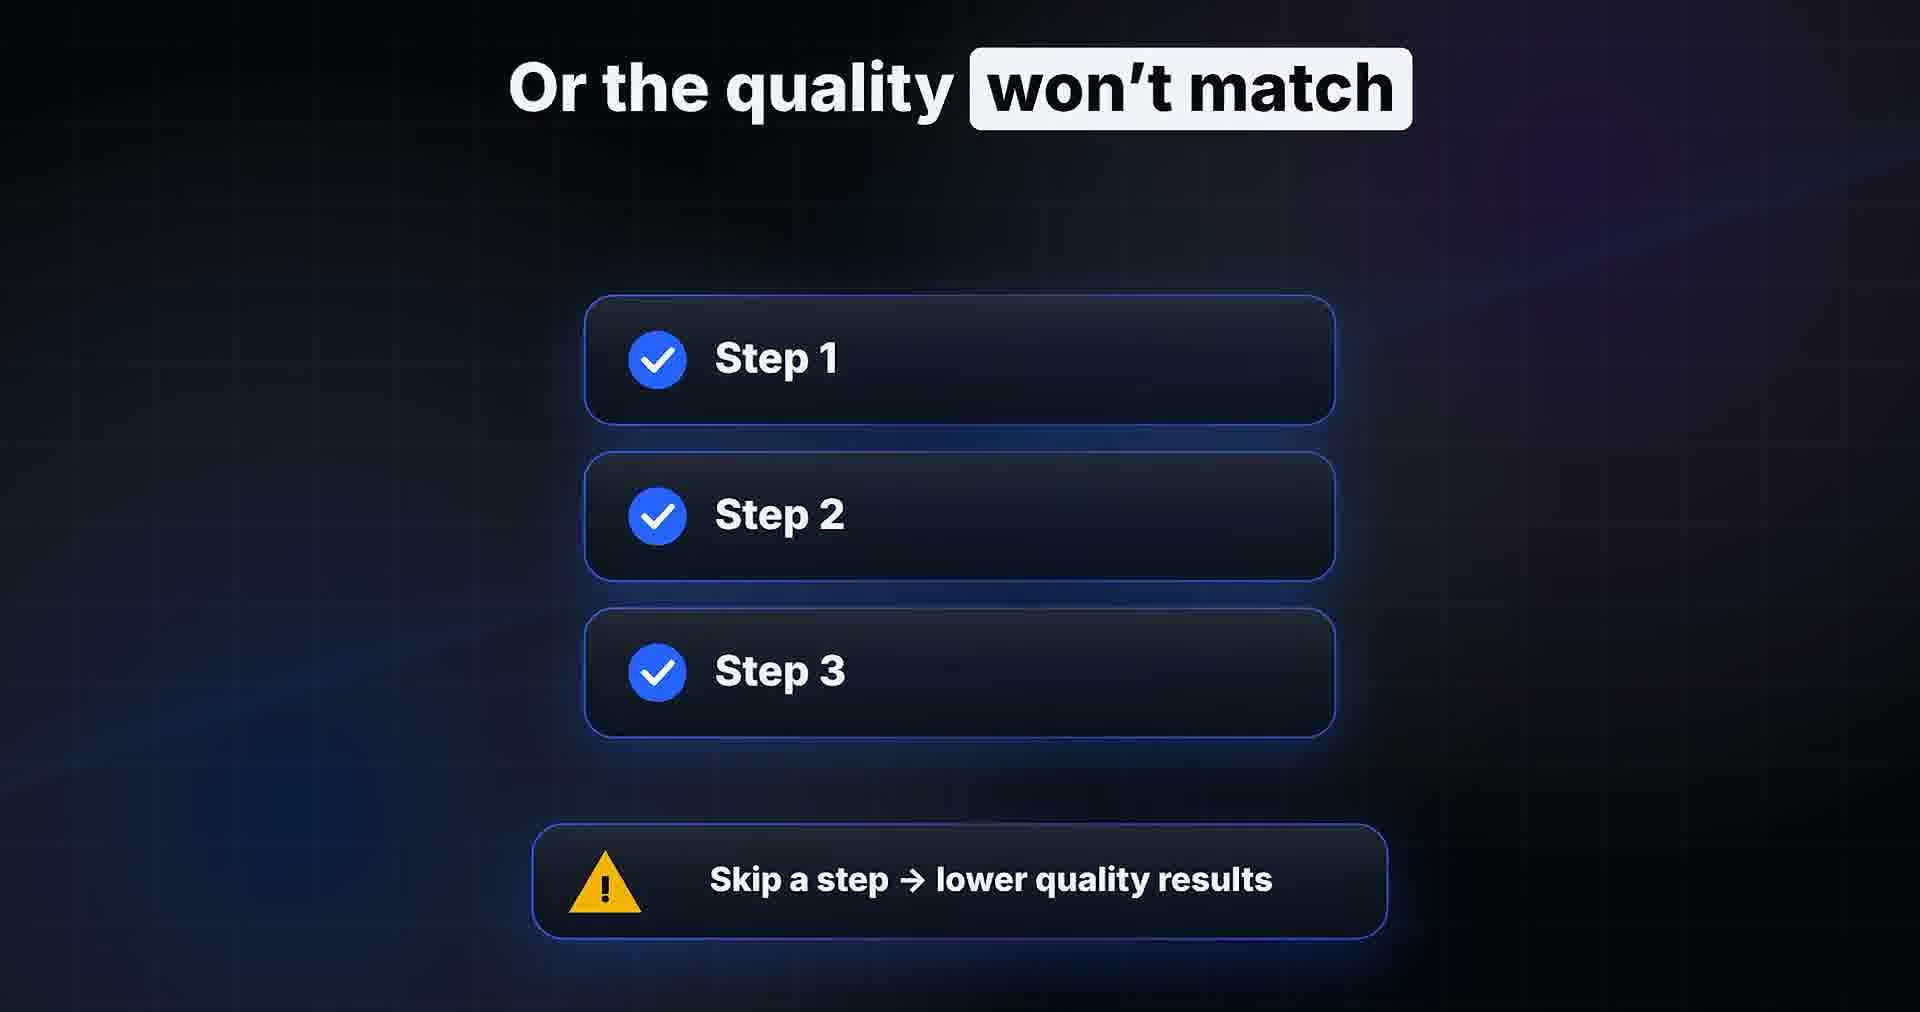 Or the quality won’t match
Step 1
Step 2
Step 3
Skip a step → lower quality results